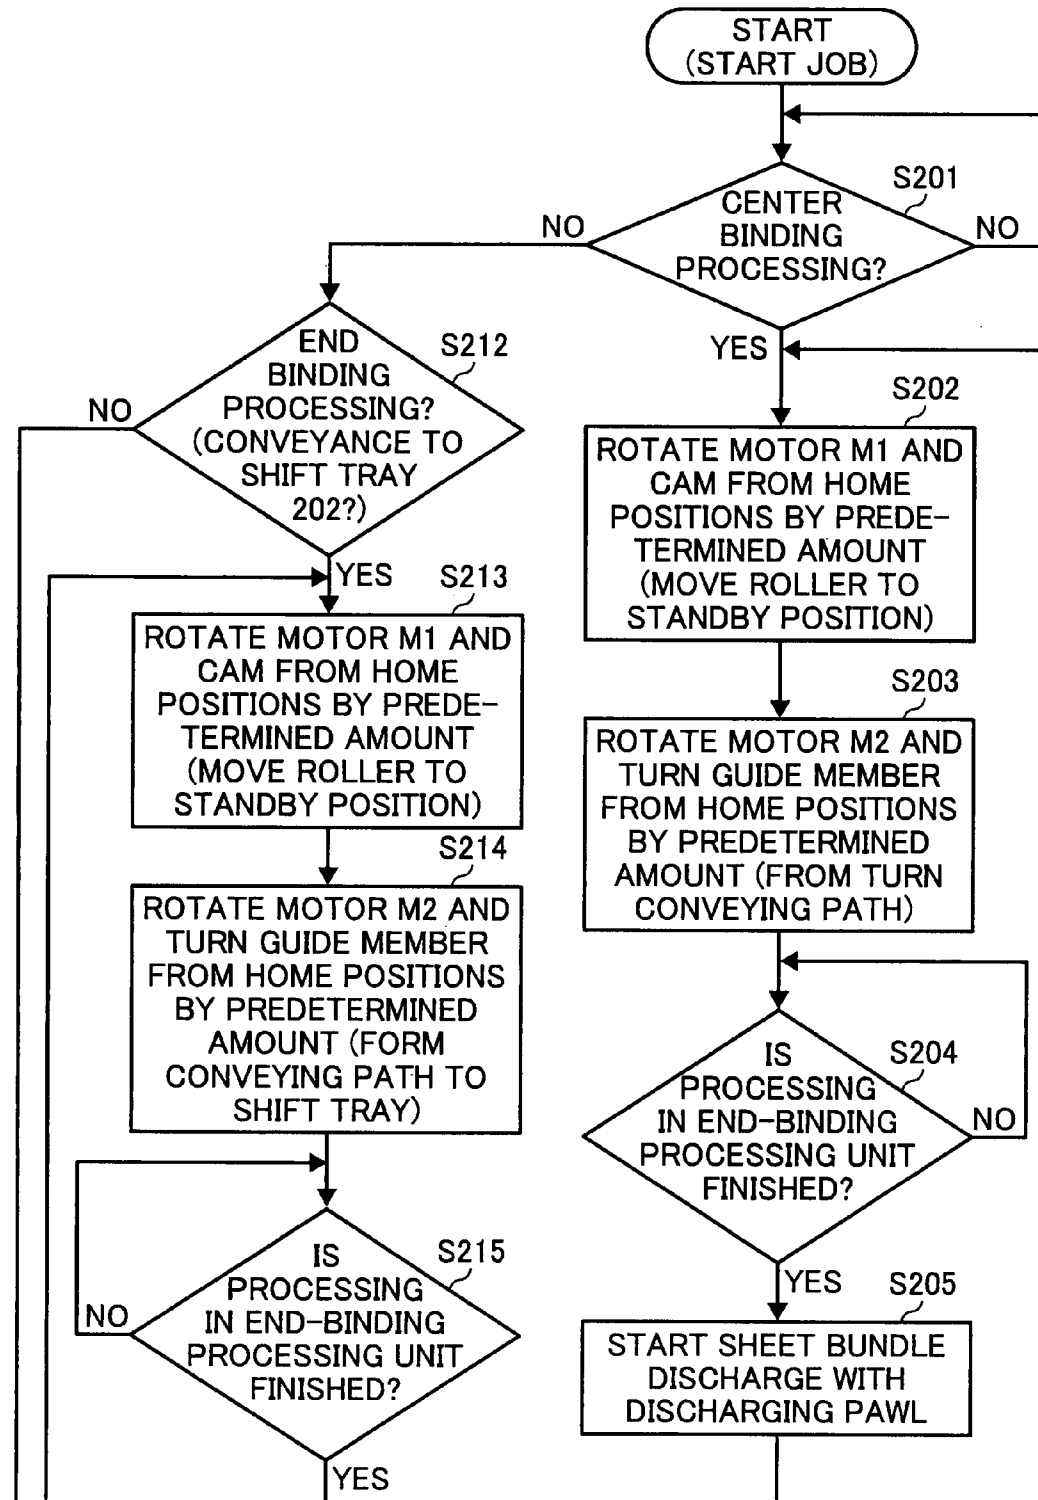 START
(START JOB)
S201
CENTER
BINDING
PROCESSING?
NO
NO
YES
END
BINDING
PROCESSING?
(CONVEYANCE TO
SHIFT TRAY
202?)
S212
NO
YES
S202
ROTATE MOTOR M1 AND
CAM FROM HOME
POSITIONS BY PREDE-
TERMINED AMOUNT
(MOVE ROLLER TO
STANDBY POSITION)
S213
ROTATE MOTOR M1 AND
CAM FROM HOME
POSITIONS BY PREDE-
TERMINED AMOUNT
(MOVE ROLLER TO
STANDBY POSITION)
S203
ROTATE MOTOR M2 AND
TURN GUIDE MEMBER
FROM HOME POSITIONS
BY PREDETERMINED
AMOUNT (FROM TURN
CONVEYING PATH)
S214
ROTATE MOTOR M2 AND
TURN GUIDE MEMBER
FROM HOME POSITIONS
BY PREDETERMINED
AMOUNT (FORM
CONVEYING PATH TO
SHIFT TRAY)
S204
IS
PROCESSING
IN END-BINDING
PROCESSING UNIT
FINISHED?
NO
YES
S215
IS
PROCESSING
IN END-BINDING
PROCESSING UNIT
FINISHED?
NO
YES
S205
START SHEET BUNDLE
DISCHARGE WITH
DISCHARGING PAWL